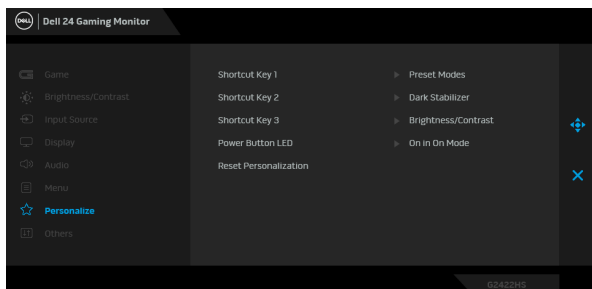 DELL Dell 24 Gaming Monitor
Game Shortcut Key 1 Preset Modes
Brightness/Contrast Shortcut Key 2 Dark Stabilizer
Input Source Shortcut Key 3 Brightness/Contrast
Display Power Button LED On in On Mode
Audio Reset Personalization
Menu
Personalize
Others
G2422HS